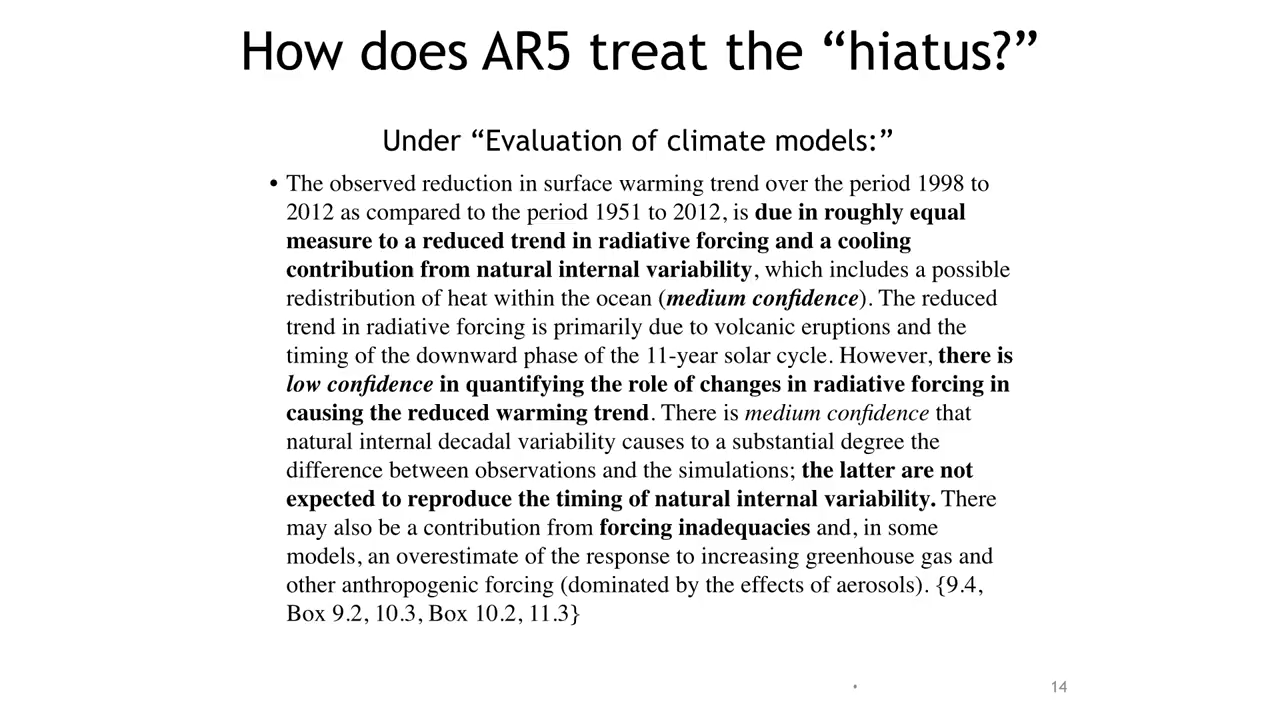 How does AR5 treat the “hiatus?”
Under “Evaluation of climate models:”
• The observed reduction in surface warming trend over the period 1998 to
2012 as compared to the period 1951 to 2012, is due in roughly equal
measure to a reduced trend in radiative forcing and a cooling
contribution from natural internal variability, which includes a possible
redistribution of heat within the ocean (medium confidence). The reduced
trend in radiative forcing is primarily due to volcanic eruptions and the
timing of the downward phase of the 11-year solar cycle. However, there is
low confidence in quantifying the role of changes in radiative forcing in
causing the reduced warming trend. There is medium confidence that
natural internal decadal variability causes to a substantial degree the
difference between observations and the simulations; the latter are not
expected to reproduce the timing of natural internal variability. There
may also be a contribution from forcing inadequacies and, in some
models, an overestimate of the response to increasing greenhouse gas and
other anthropogenic forcing (dominated by the effects of aerosols). {9.4,
Box 9.2, 10.3, Box 10.2, 11.3}
• 14